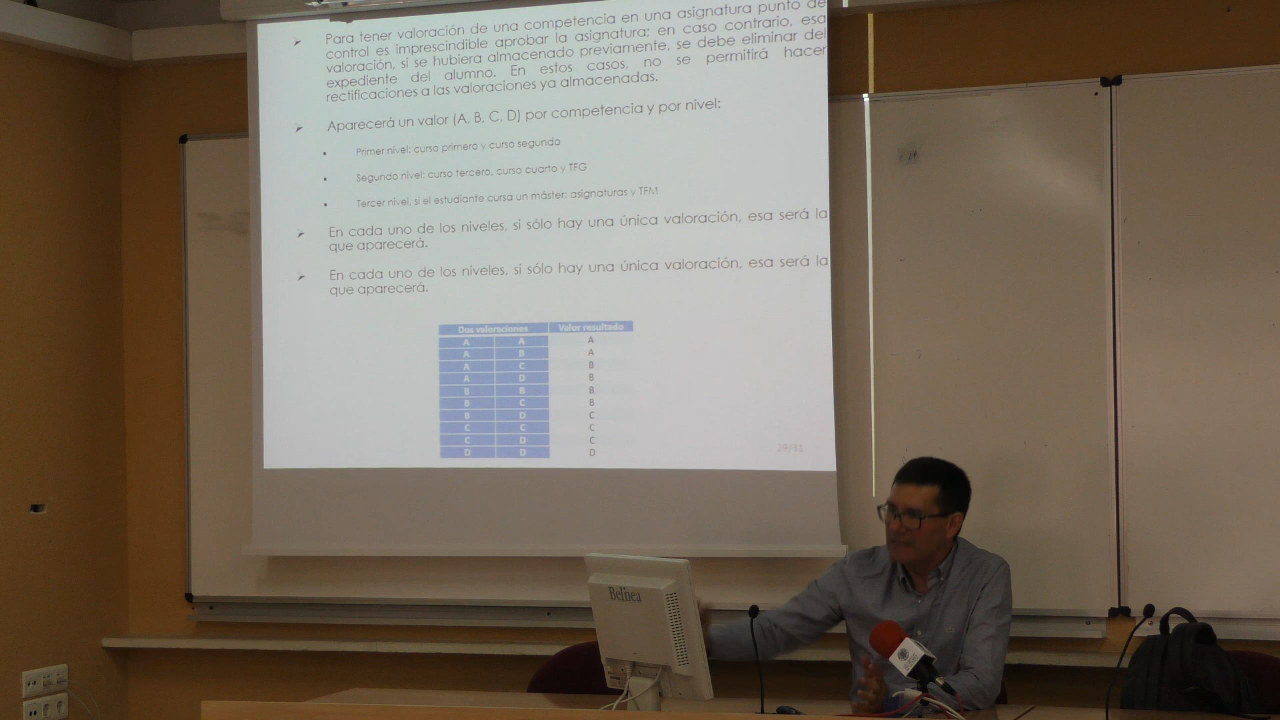 Para tener valoración de una competencia en una asignatura punto de
control es imprescindible aprobar la asignatura; en caso contrario, esa
valoración, si se hubiera almacenado previamente, se debe eliminar del
expediente del alumno. En estos casos, no se permitirá hacer
rectificaciones a las valoraciones ya almacenadas.
Aparecerá un valor (A, B, C, D) por competencia y por nivel:
Primer nivel: curso primero y curso segundo
Segundo nivel: curso tercero, curso cuarto y TFG
Tercer nivel, si el estudiante cursa un máster: asignaturas y TFM
En cada uno de los niveles, si sólo hay una única valoración, esa será la
que aparecerá.
En cada uno de los niveles, si sólo hay una única valoración, esa será la
que aparecerá.
Dos valoraciones Valor resultado
A A A
A B A
A C B
A D B
B B B
B C B
B D C
C C C
C D C
D D D
29/31
Belinea